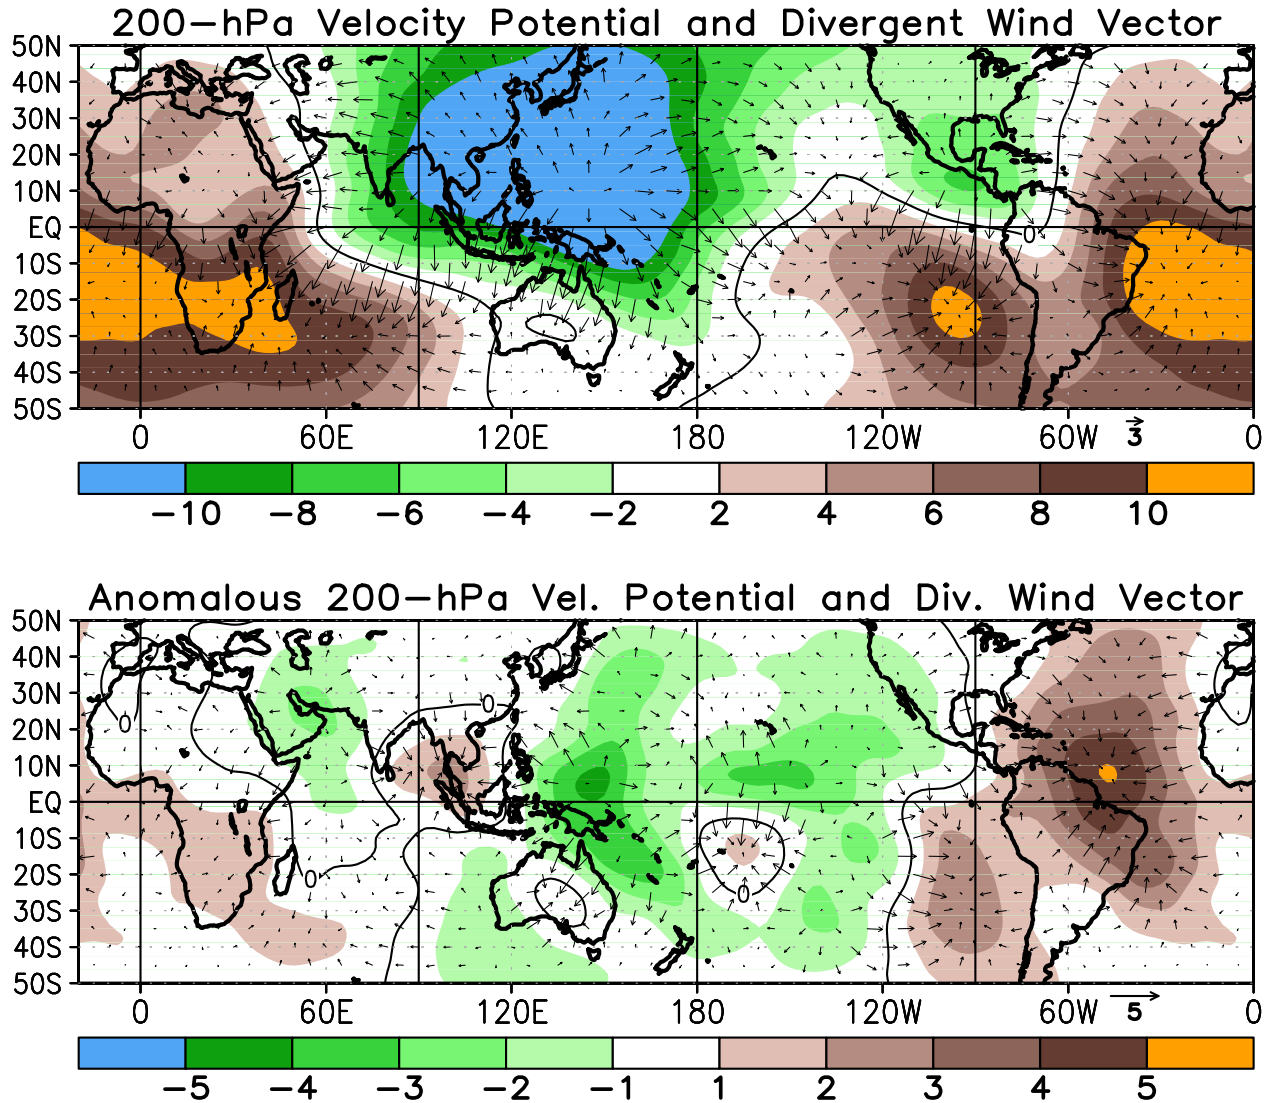 200-hPa Velocity Potential and Divergent Wind Vector
50N
40N
30N
20N
10N
EQ
10S
20S
30S
40S
50S
0
0 60E 120E 180 120W 60W 0
3
-10 -8 -6 -4 -2 2 4 6 8 10
Anomalous 200-hPa Vel. Potential and Div. Wind Vector
50N
40N
30N
20N
10N
EQ
10S
20S
30S
40S
50S
0
0
0
0
0 60E 120E 180 120W 60W 0
5
-5 -4 -3 -2 -1 1 2 3 4 5